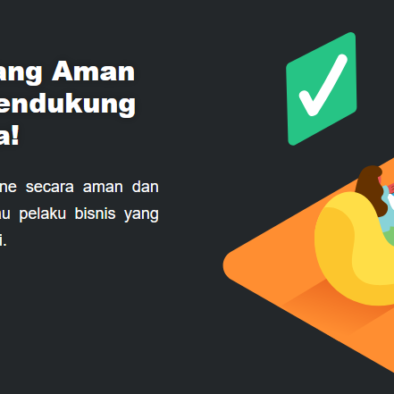 ang Aman
endukung
a!
ne secara aman dan
u pelaku bisnis yang
i.